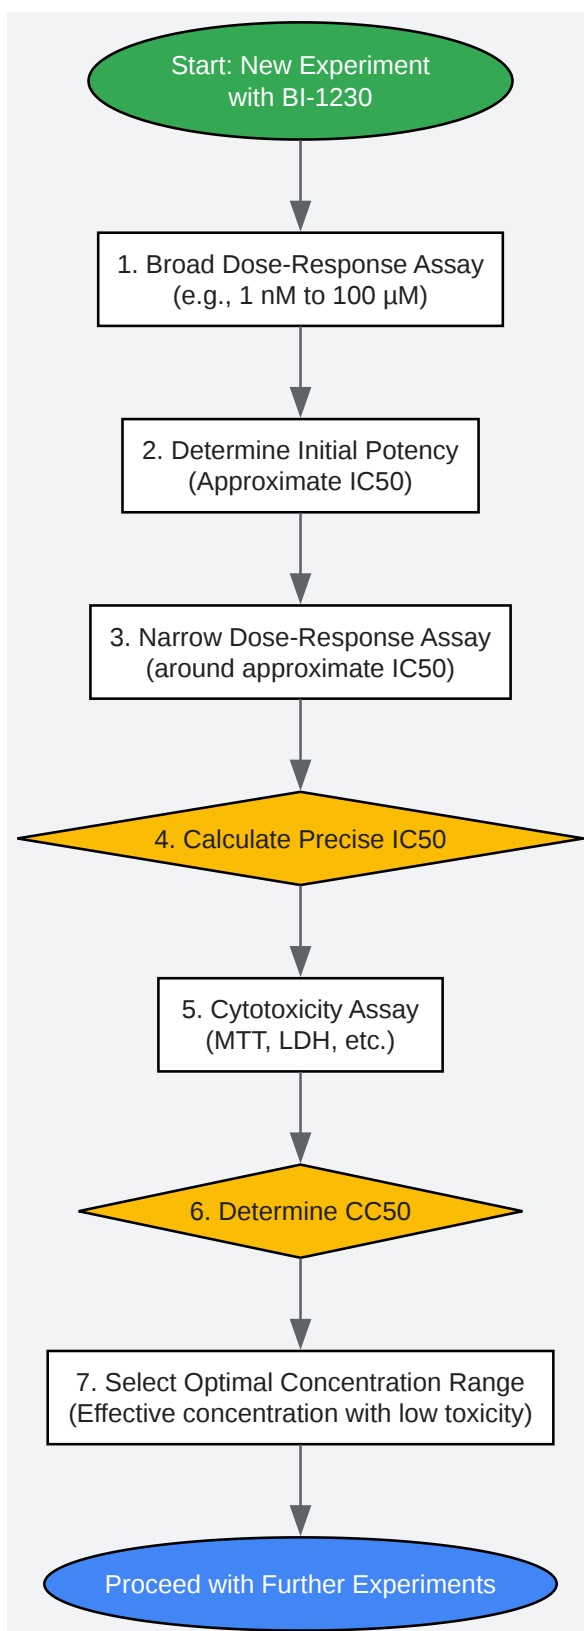 Start: New Experiment
with BI-1230
1. Broad Dose-Response Assay
(e.g., 1 nM to 100 µM)
2. Determine Initial Potency
(Approximate IC50)
3. Narrow Dose-Response Assay
(around approximate IC50)
4. Calculate Precise IC50
5. Cytotoxicity Assay
(MTT, LDH, etc.)
6. Determine CC50
7. Select Optimal Concentration Range
(Effective concentration with low toxicity)
Proceed with Further Experiments